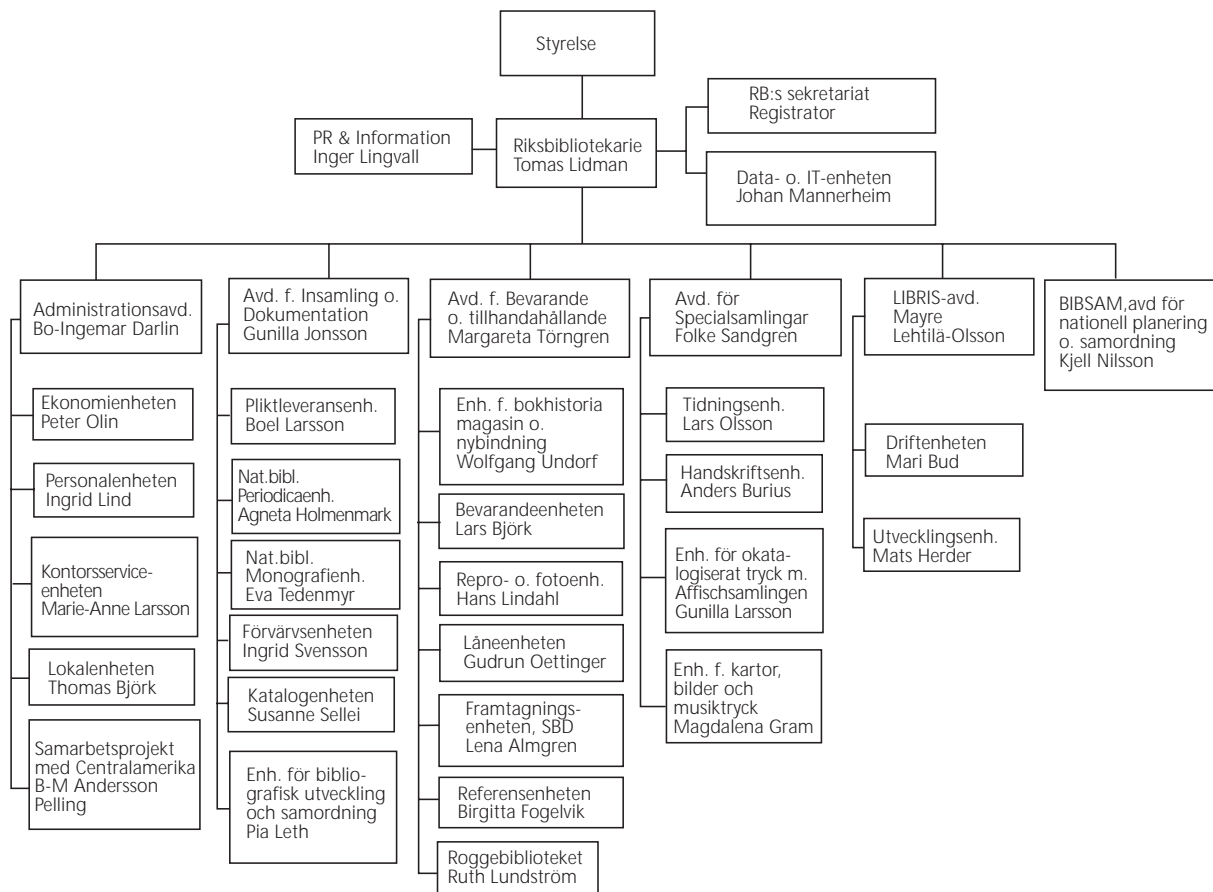 Styrelse
PR & Information
Inger Lingvall
Riksbibliotekarie
Tomas Lidman
RB:s sekretariat
Registrator
Data- o. IT-enheten
Johan Mannerheim
Administrationsavd.
Bo-Ingemar Darlin
Ekonomienheten
Peter Olin
Personalenheten
Ingrid Lind
Kontorsservice-
enheten
Marie-Anne Larsson
Lokalenheten
Thomas Björk
Samarbetsprojekt
med Centralamerika
B-M Andersson
Pelling
Avd. f. Insamling o.
Dokumentation
Gunilla Jonsson
Pliktleveransenh.
Boel Larsson
Nat.bibl.
Periodicaenh.
Agneta Holmenmark
Nat.bibl.
Monografienh.
Eva Tedenmyr
Förvärvsenheten
Ingrid Svensson
Katalogenheten
Susanne Sellei
Enh. för biblio-
grafisk utveckling
och samordning
Pia Leth
Avd. f. Bevarande
o. tillhandahållande
Margareta Törngren
Enh. f. bokhistoria
magasin o.
nybindning
Wolfgang Undorf
Bevarandeenheten
Lars Björk
Repro- o. fotoenh.
Hans Lindahl
Låneenheten
Gudrun Oettinger
Framtagnings-
enheten, SBD
Lena Almgren
Referensenheten
Birgitta Fogelvik
Roggebiblioteket
Ruth Lundström
Avd. för
Specialsamlingar
Folke Sandgren
Tidningsenh.
Lars Olsson
Handskriftsenh.
Anders Burius
Enh. för okata-
logiserat tryck m.
Affischsamlingen
Gunilla Larsson
Enh. f. kartor,
bilder och
musiktryck
Magdalena Gram
LIBRIS-avd.
Mayre
Lehtilä-Olsson
Driftenheten
Mari Bud
Utvecklingsenh.
Mats Herder
BIBSAM,avd för
nationell planering
o. samordning
Kjell Nilsson